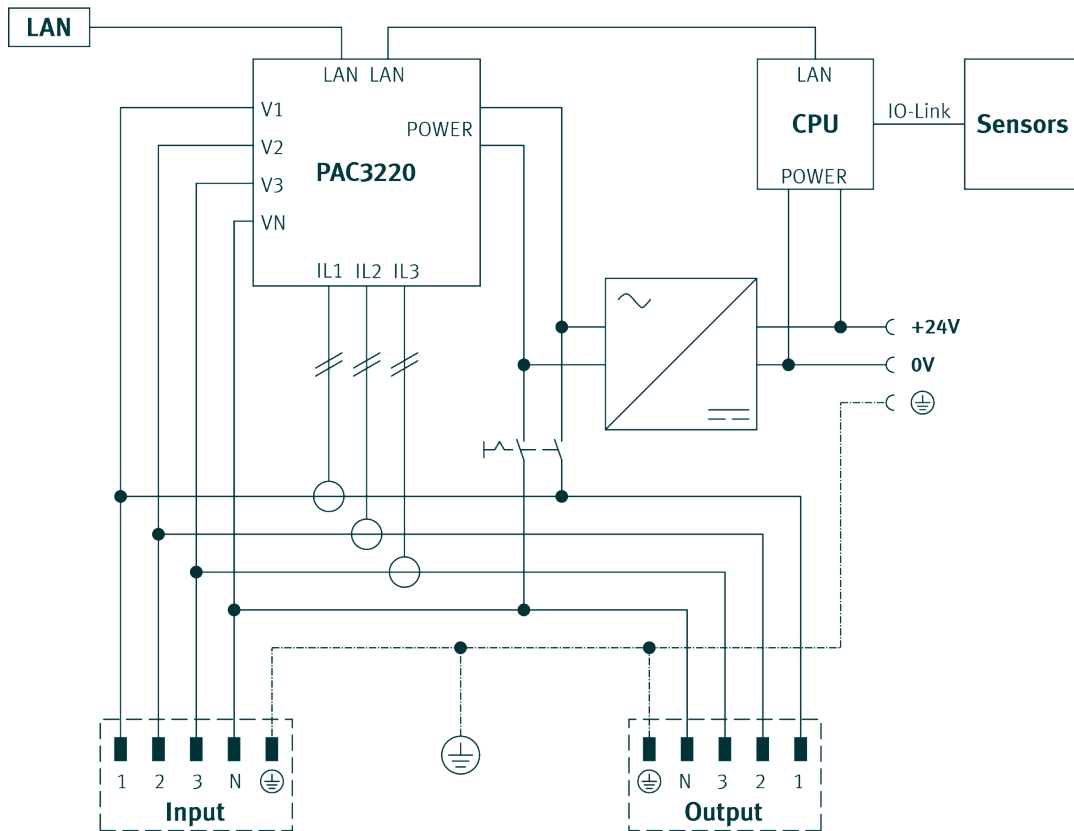 LAN
LAN LAN
LAN
V1
V2
V3
VN
POWER
PAC3220
IL1 IL2 IL3
CPU
IO-Link
Sensors
POWER
+24V
0V
1 2 3 N
Input
N 3 2 1
Output